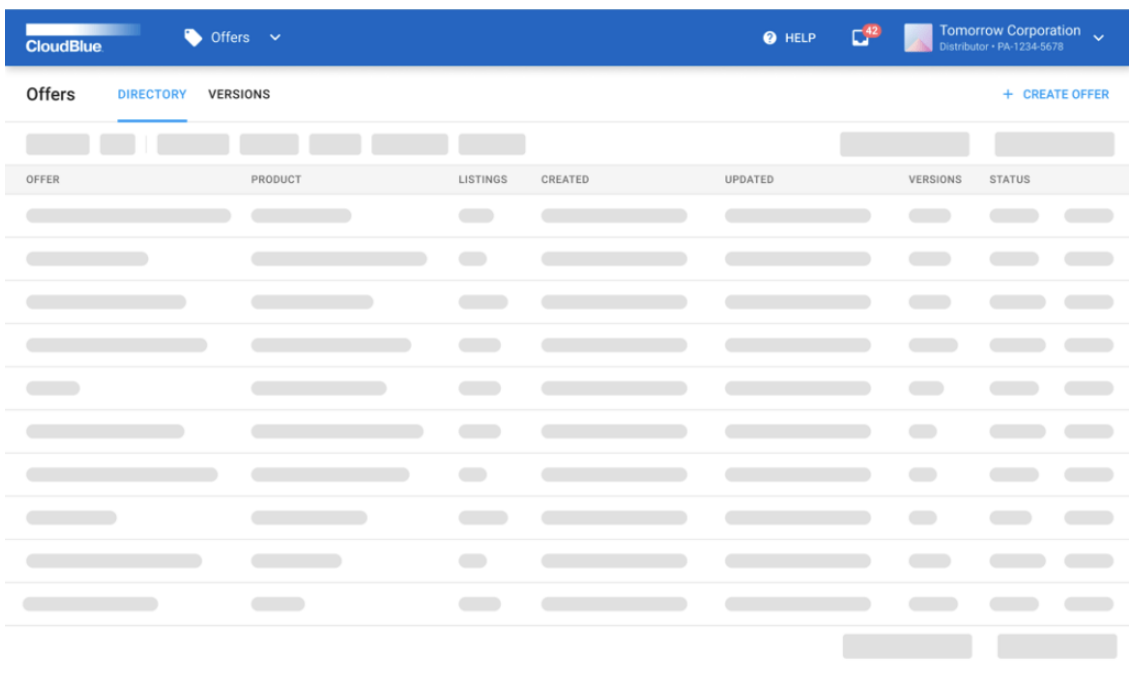 CloudBlue.
Offers
HELP
42
Tomorrow Corporation
Distributor • PA-1234-5678
Offers
DIRECTORY
VERSIONS
+ CREATE OFFER
OFFER PRODUCT LISTINGS CREATED UPDATED VERSIONS STATUS